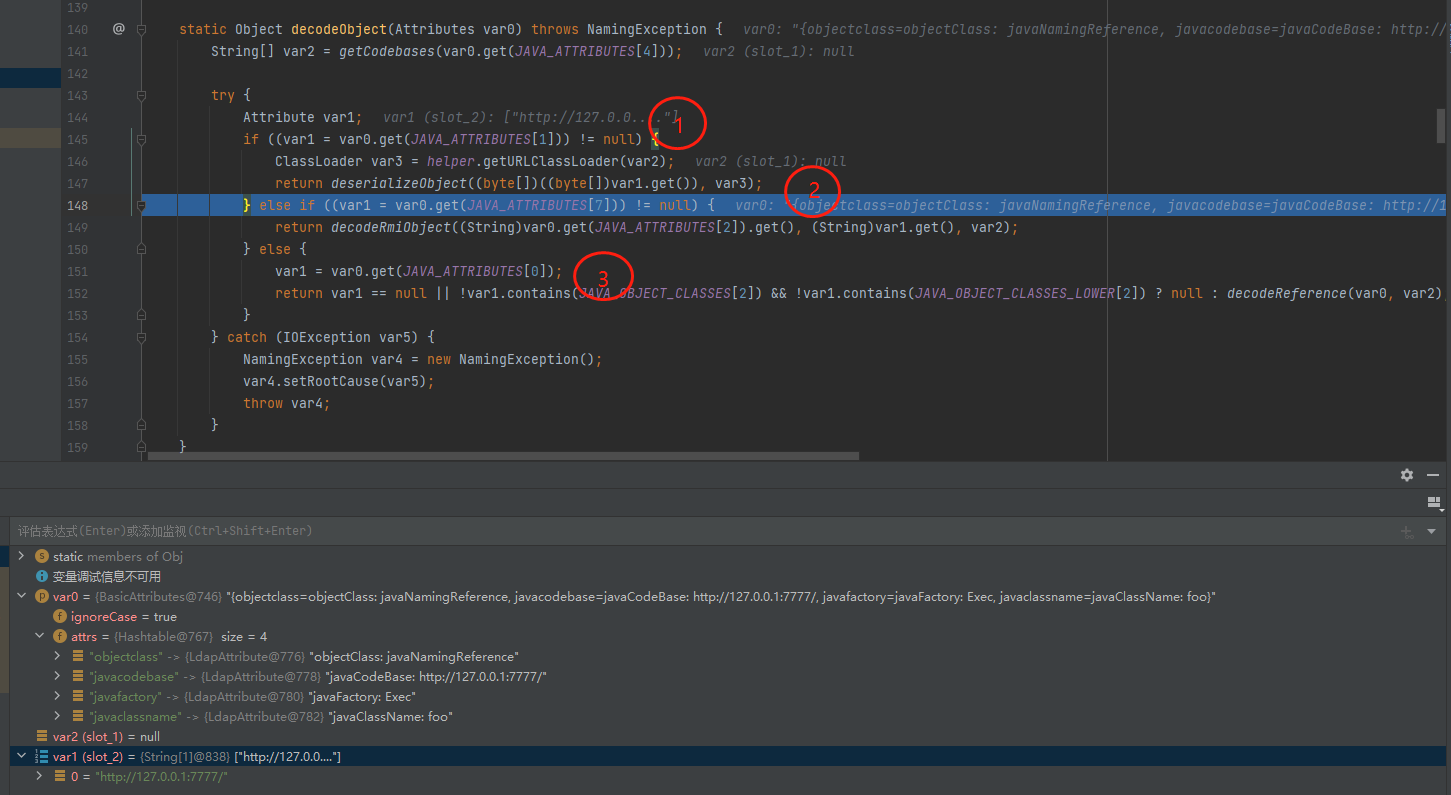 139
140 @ static Object decodeObject(Attributes var0) throws NamingException { var0: "{objectclass=objectClass: javaNamingReference, javacodebase=javaCodeBase: http://
141 String[] var2 = getCodebases(var0.get(JAVA_ATTRIBUTES[4])); var2 (slot_1): null
142
143 try {
144 Attribute var1; var1 (slot_2): ["http://127.0.0...."]
1
145 if ((var1 = var0.get(JAVA_ATTRIBUTES[1])) != null) {
146 ClassLoader var3 = helper.getURLClassLoader(var2); var2 (slot_1): null
147 return deserializeObject((byte[])((byte[])var1.get()), var3);
2
148 } else if ((var1 = var0.get(JAVA_ATTRIBUTES[7])) != null) { var0: "{objectclass=objectClass: javaNamingReference, javacodebase=javaCodeBase: http://1
149 return decodeRmiObject((String)var0.get(JAVA_ATTRIBUTES[2]).get(), (String)var1.get(), var2);
150 } else {
151 var1 = var0.get(JAVA_ATTRIBUTES[0]);
3
152 return var1 == null || !var1.contains(JAVA_OBJECT_CLASSES[2]) && !var1.contains(JAVA_OBJECT_CLASSES_LOWER[2]) ? null : decodeReference(var0, var2)
153 }
154 } catch (IOException var5) {
155 NamingException var4 = new NamingException();
156 var4.setRootCause(var5);
157 throw var4;
158 }
159 }
评估表达式(Enter)或添加监视(Ctrl+Shift+Enter)
s static members of Obj
i 变量调试信息不可用
p var0 = {BasicAttributes@746} "{objectclass=objectClass: javaNamingReference, javacodebase=javaCodeBase: http://127.0.0.1:7777/, javafactory=javaFactory: Exec, javaclassname=javaClassName: foo}"
f ignoreCase = true
f attrs = {Hashtable@767} size = 4
"objectclass" -> {LdapAttribute@776} "objectClass: javaNamingReference"
"javacodebase" -> {LdapAttribute@778} "javaCodeBase: http://127.0.0.1:7777/"
"javafactory" -> {LdapAttribute@780} "javaFactory: Exec"
"javaclassname" -> {LdapAttribute@782} "javaClassName: foo"
var2 (slot_1) = null
var1 (slot_2) = {String[1]@838} ["http://127.0.0...."]
0 = "http://127.0.0.1:7777/"